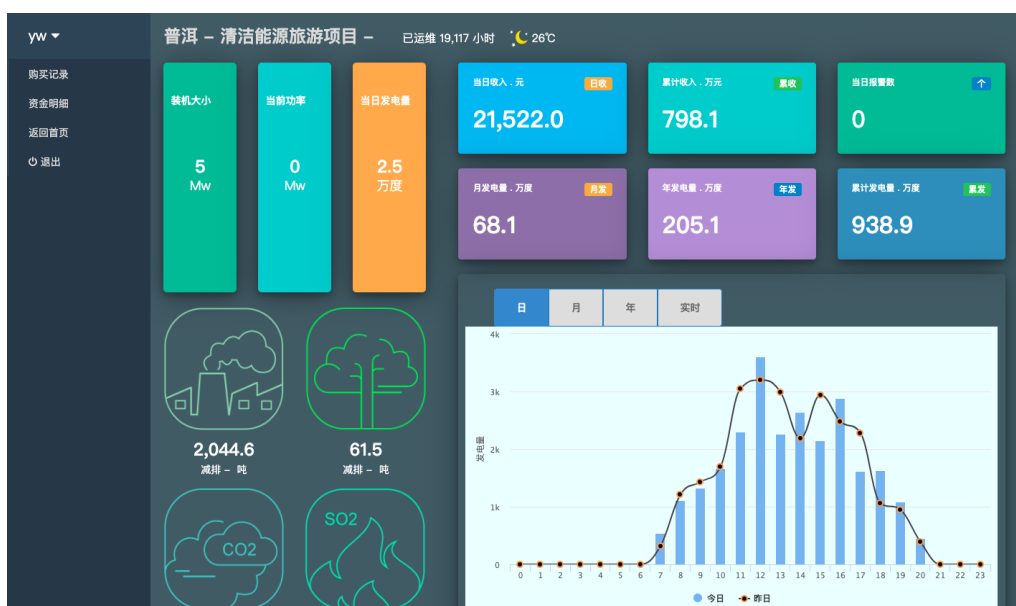 yw
购买记录
资金明细
返回首页
退出
普洱 – 清洁能源旅游项目 –
已运维 19,117 小时
26℃
装机大小
5
Mw
当前功率
0
Mw
当日发电量
2.5
万度
当日收入 . 元
日收
21,522.0
累计收入 . 万元
累收
798.1
当日报警数
个
0
月发电量 . 万度
月发
68.1
年发电量 . 万度
年发
205.1
累计发电量 . 万度
累发
938.9
2,044.6
减排 – 吨
61.5
减排 – 吨
CO2
SO2
日
月
年
实时
发电量
4k
3k
2k
1k
0
0 1 2 3 4 5 6 7 8 9 10 11 12 13 14 15 16 17 18 19 20 21 22 23
今日 昨日